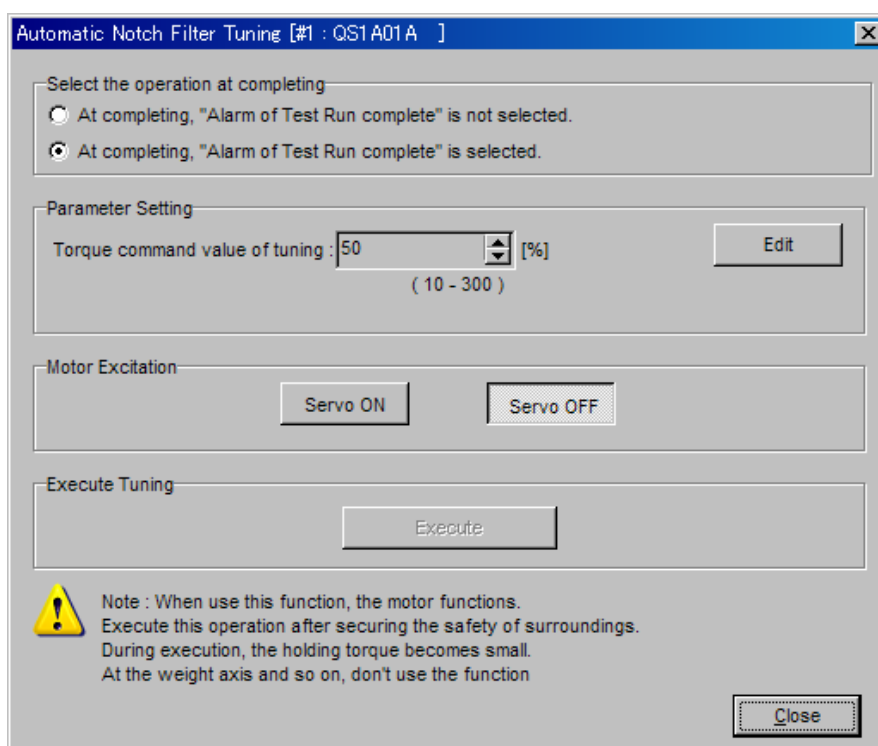 Automatic Notch Filter Tuning [#1 : QS1A01A ]
Select the operation at completing
At completing, "Alarm of Test Run complete" is not selected.
At completing, "Alarm of Test Run complete" is selected.
Parameter Setting
Torque command value of tuning : 50 [%] Edit
( 10 - 300 )
Motor Excitation
Servo ON Servo OFF
Execute Tuning
Execute
Note : When use this function, the motor functions.
Execute this operation after securing the safety of surroundings.
During execution, the holding torque becomes small.
At the weight axis and so on, don't use the function
Close